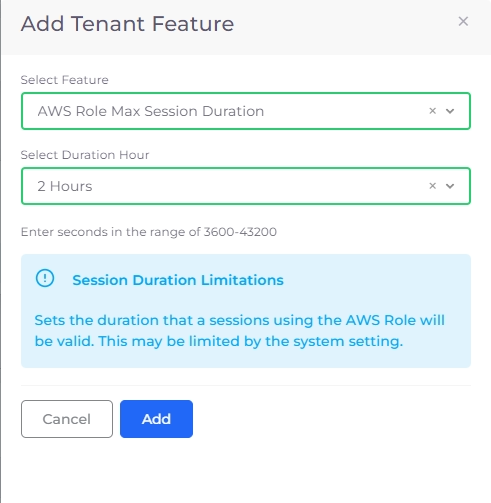 Add Tenant Feature
Select Feature
AWS Role Max Session Duration
Select Duration Hour
2 Hours
Enter seconds in the range of 3600-43200
Session Duration Limitations
Sets the duration that a sessions using the AWS Role will
be valid. This may be limited by the system setting.
Cancel
Add